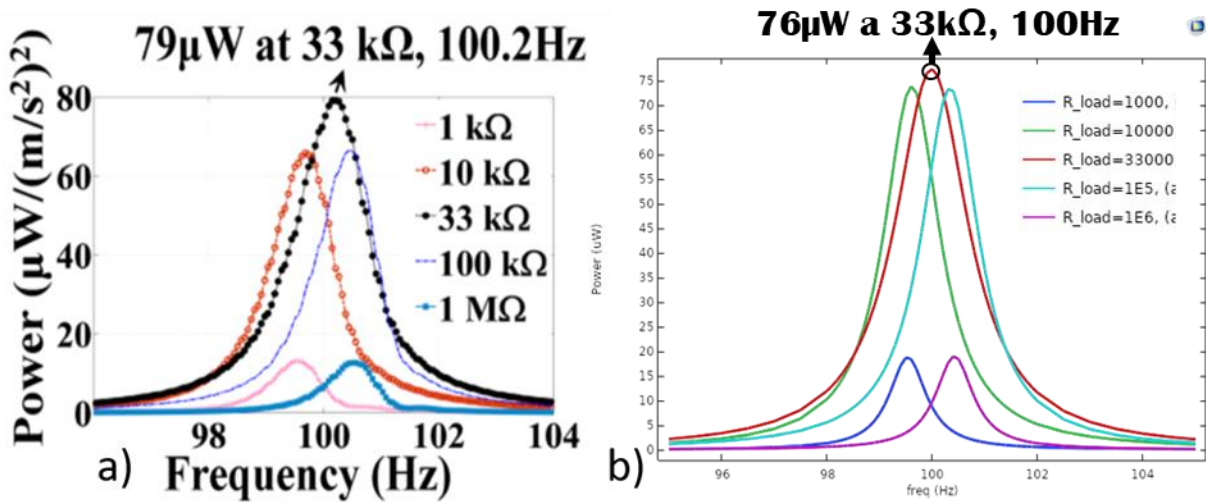 79µW at 33 kΩ, 100.2Hz
80
60
40
20
0
Power (µW/(m/s²)²)
1 kΩ
10 kΩ
33 kΩ
100 kΩ
1 MΩ
98
100
102
104
Frequency (Hz)
a)
76µW a 33kΩ, 100Hz
75
70
65
60
55
50
45
40
35
30
25
20
15
10
5
0
Power (uW)
R_load=1000,
R_load=10000
R_load=33000
R_load=1E5, (a
R_load=1E6, (a
96
98
100
102
104
freq (Hz)
b)